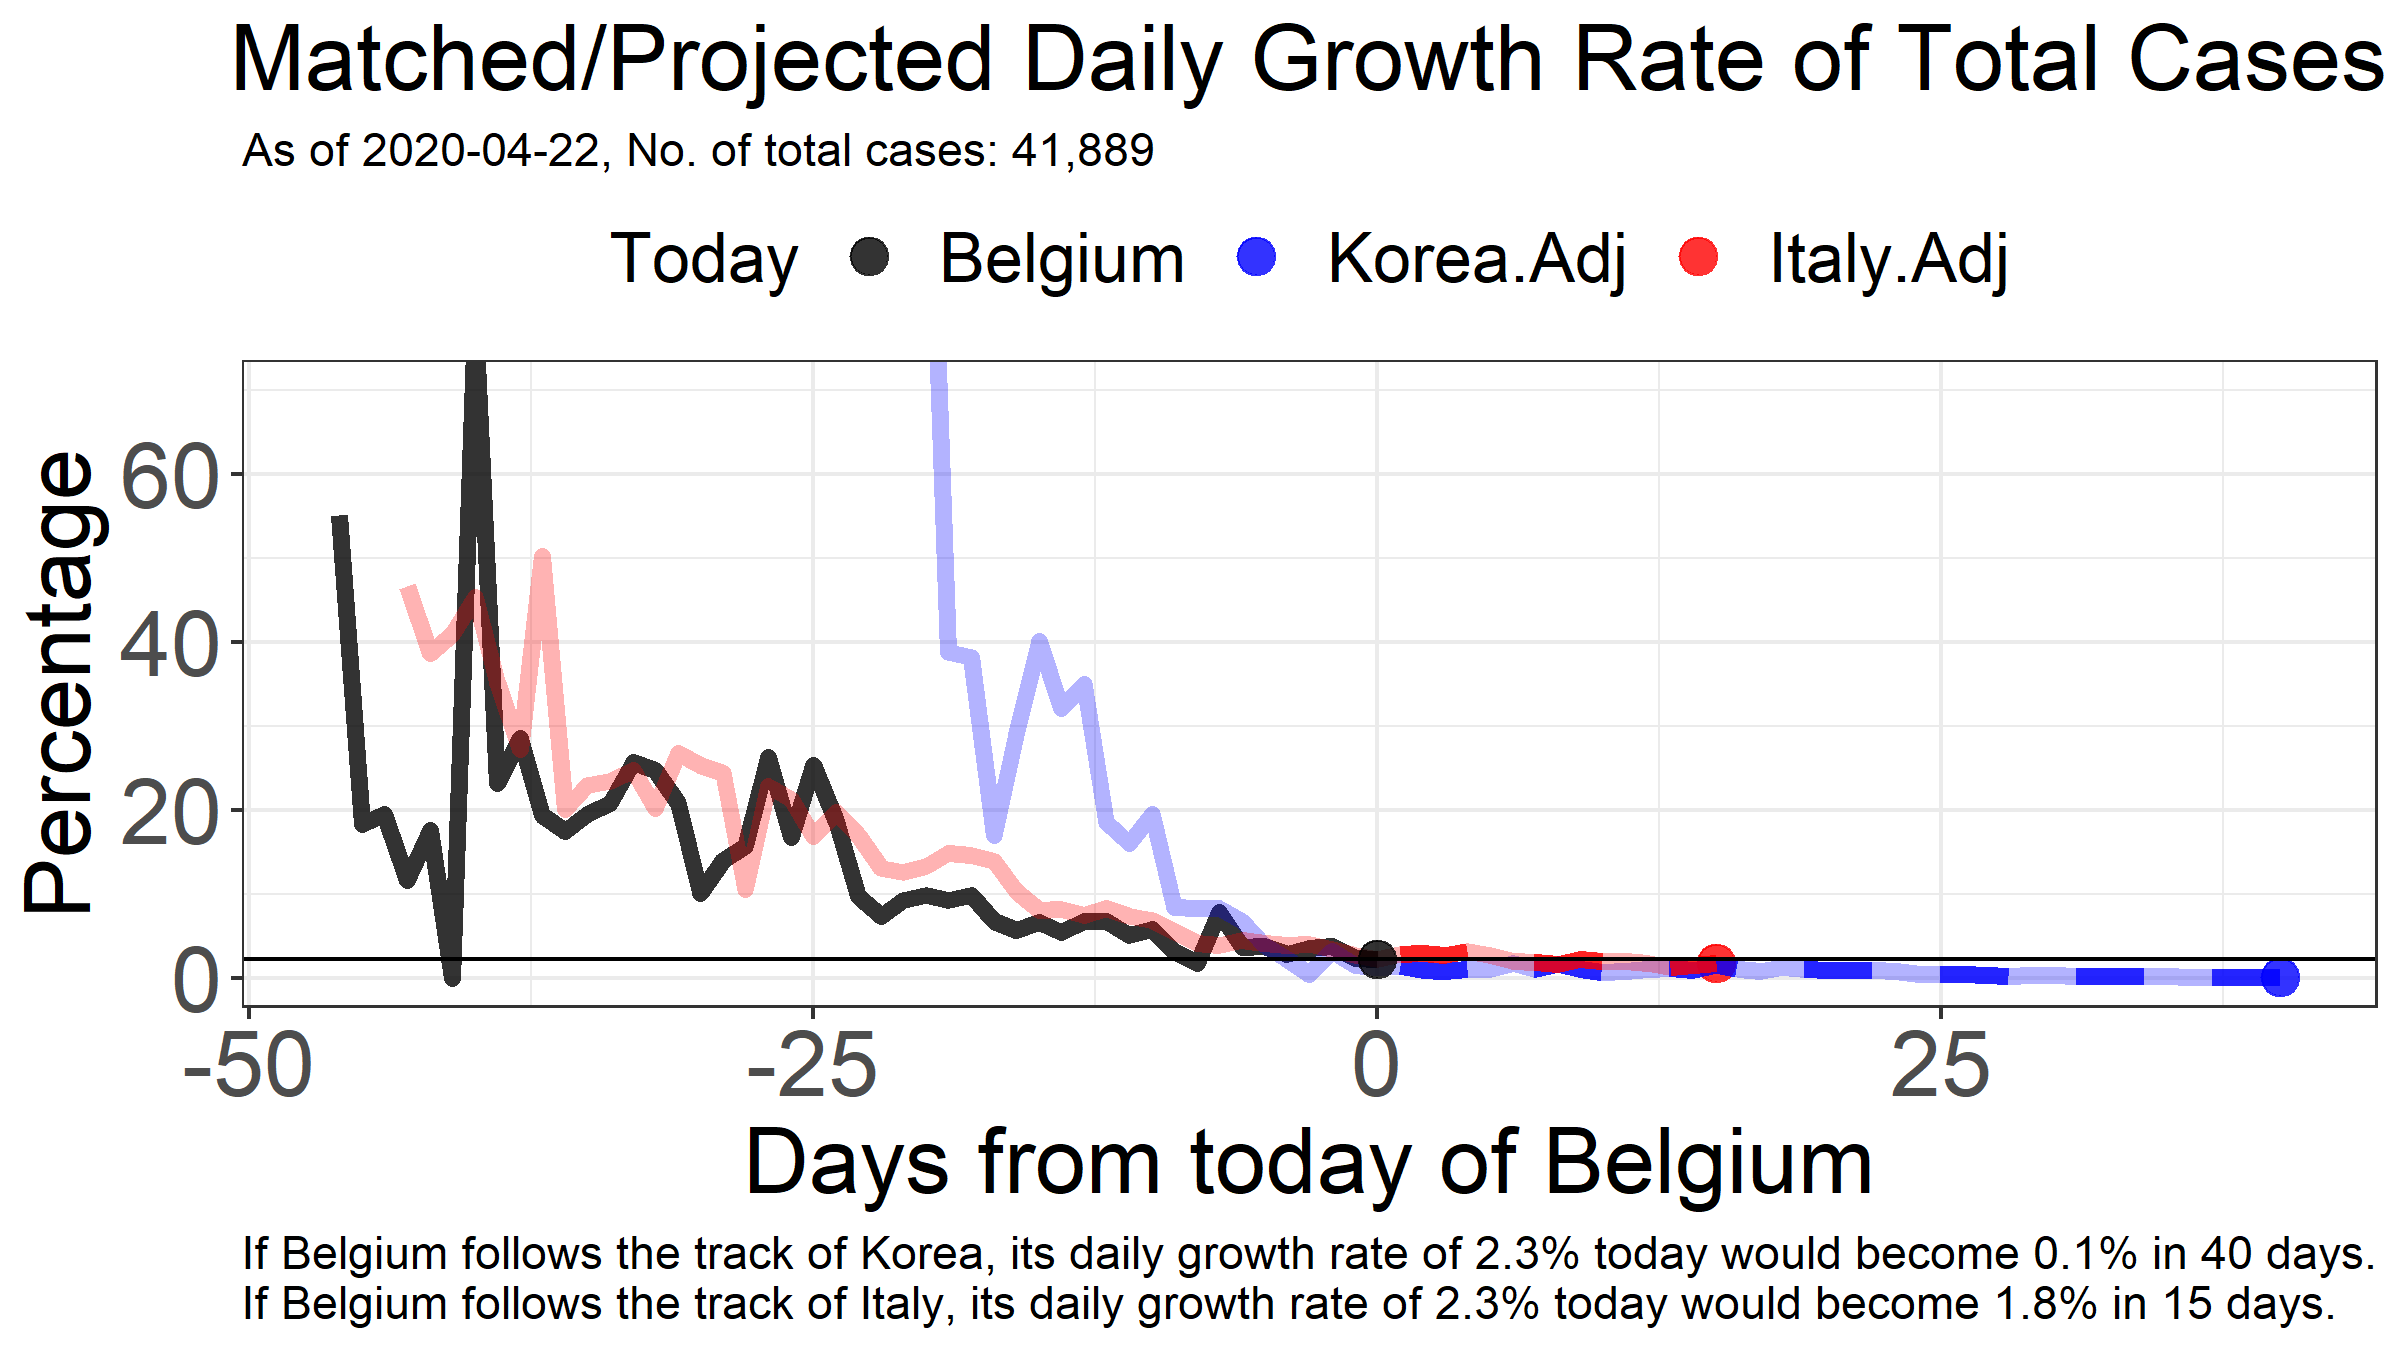 Matched/Projected Daily Growth Rate of Total Cases
As of 2020-04-22, No. of total cases: 41,889
Today Belgium Korea.Adj Italy.Adj
Percentage
60
40
20
0
-50 -25 0 25
Days from today of Belgium
If Belgium follows the track of Korea, its daily growth rate of 2.3% today would become 0.1% in 40 days.
If Belgium follows the track of Italy, its daily growth rate of 2.3% today would become 1.8% in 15 days.